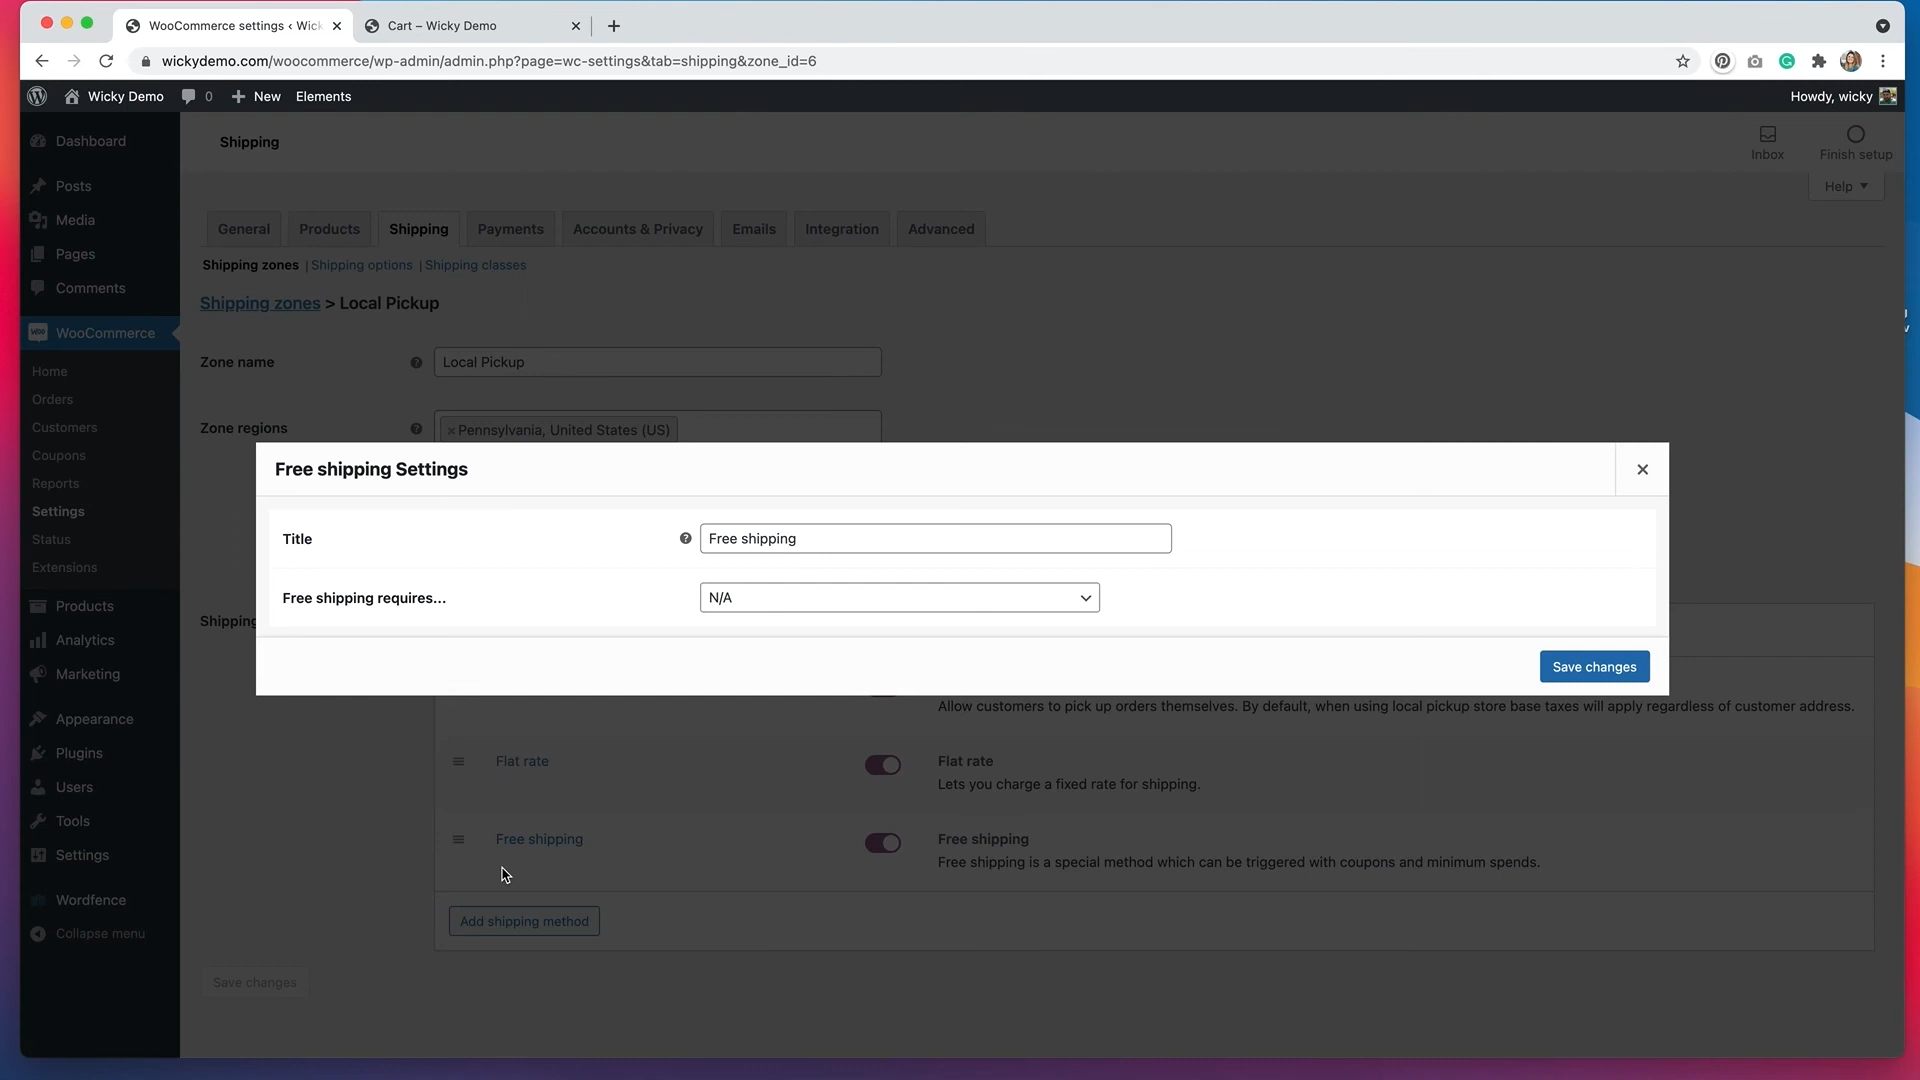 WooCommerce settings ‹ Wick
Cart – Wicky Demo
wickydemo.com/woocommerce/wp-admin/admin.php?page=wc-settings&tab=shipping&zone_id=6
Wicky Demo
0
New
Elements
Howdy, wicky
Dashboard
Posts
Media
Pages
Comments
WooCommerce
Home
Orders
Customers
Coupons
Reports
Settings
Status
Extensions
Products
Analytics
Marketing
Appearance
Plugins
Users
Tools
Settings
Wordfence
Collapse menu
Shipping
Inbox
Finish setup
Help
General
Products
Shipping
Payments
Accounts & Privacy
Emails
Integration
Advanced
Shipping zones | Shipping options | Shipping classes
Shipping zones > Local Pickup
Zone name
Local Pickup
Zone regions
×Pennsylvania, United States (US)
Free shipping Settings
Title
Free shipping
Free shipping requires...
N/A
Save changes
Shipping
Allow customers to pick up orders themselves. By default, when using local pickup store base taxes will apply regardless of customer address.
Flat rate
Flat rate
Lets you charge a fixed rate for shipping.
Free shipping
Free shipping
Free shipping is a special method which can be triggered with coupons and minimum spends.
Add shipping method
Save changes